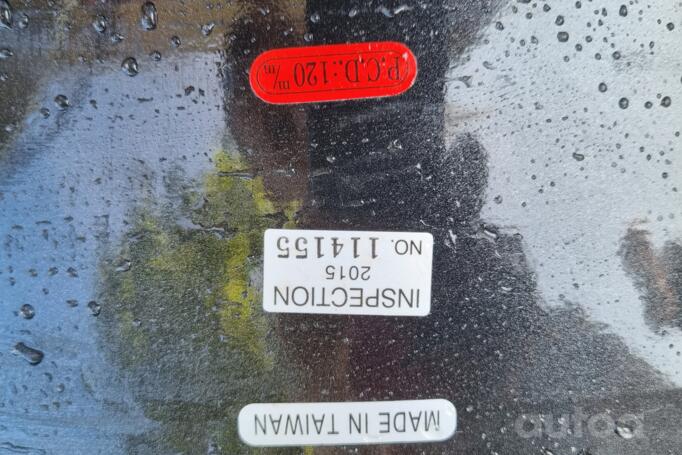 MADE IN TAIWAN
INSPECTION
2015
NO. 114155
P.C.D.:120 m/m